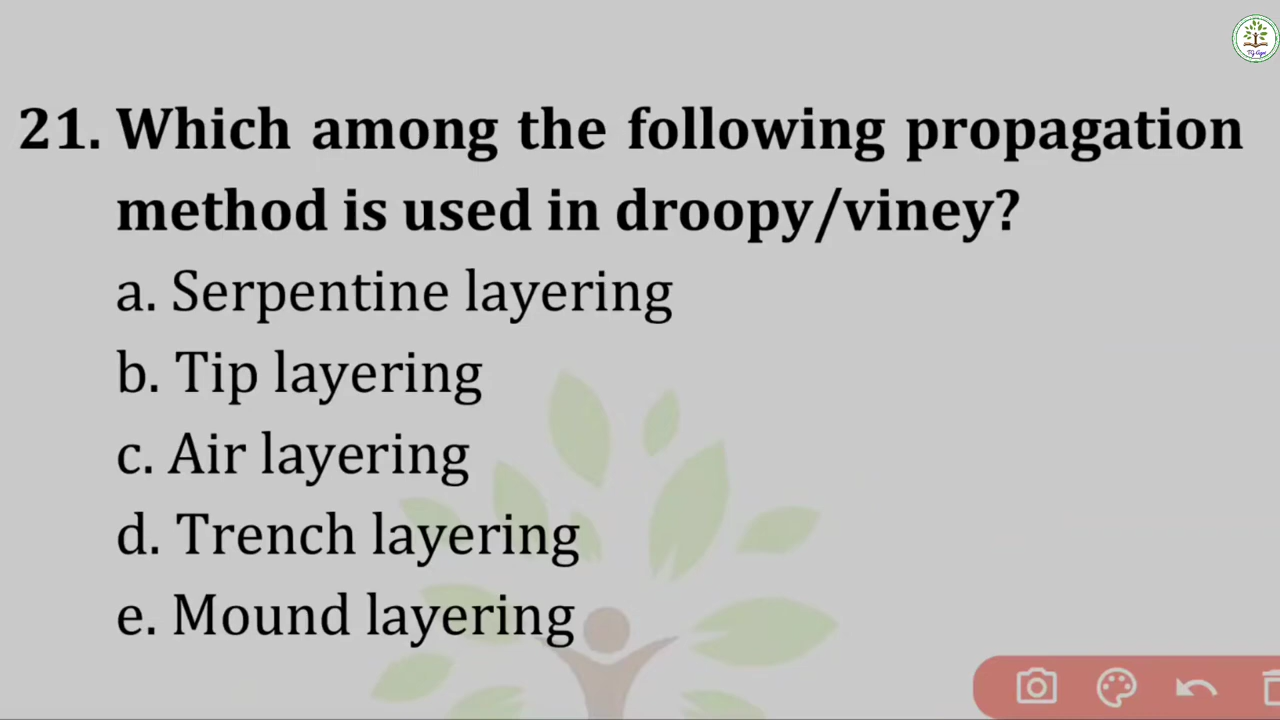 21. Which among the following propagation
method is used in droopy/viney?
a. Serpentine layering
b. Tip layering
c. Air layering
d. Trench layering
e. Mound layering